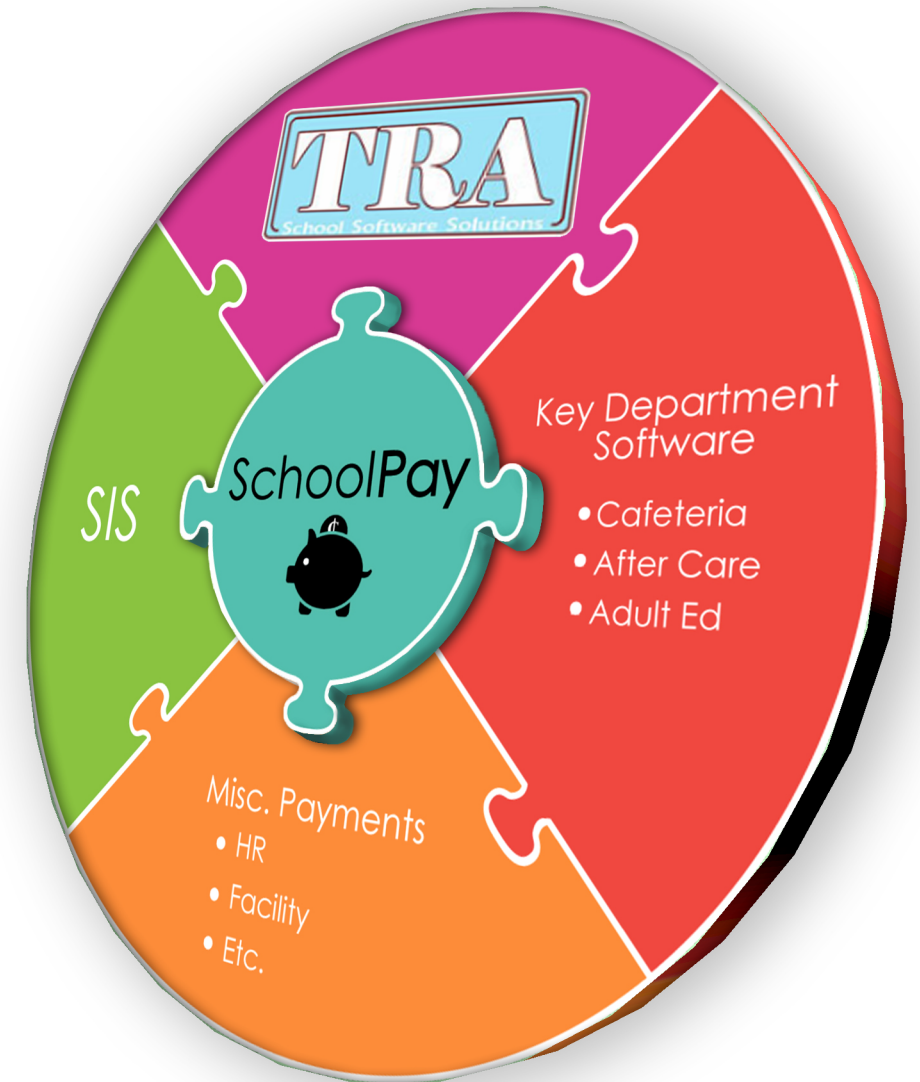 TRA
School Software Solutions
Key Department
Software
• Cafeteria
• After Care
• Adult Ed
SchoolPay
¢
SIS
Misc. Payments
• HR
• Facility
• Etc.